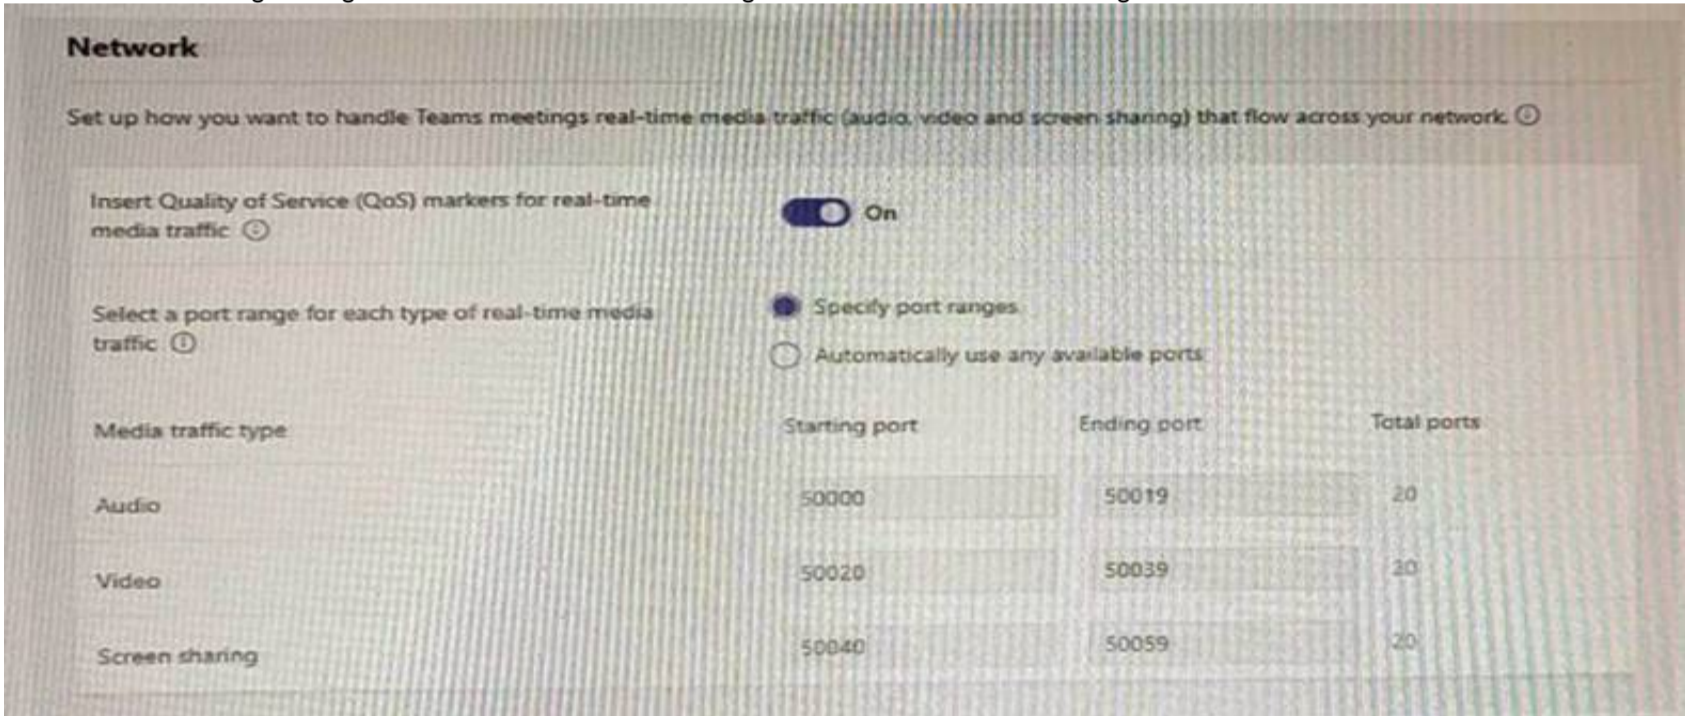 Network
Set up how you want to handle Teams meetings real-time media traffic (audio, video and screen sharing) that flow across your network.
Insert Quality of Service (QoS) markers for real-time
media traffic
On
Select a port range for each type of real-time media
traffic
Specify port ranges
Automatically use any available ports
Media traffic type Starting port Ending port Total ports
Audio 50000 50019 20
Video 50020 50039 20
Screen sharing 50040 50059 20